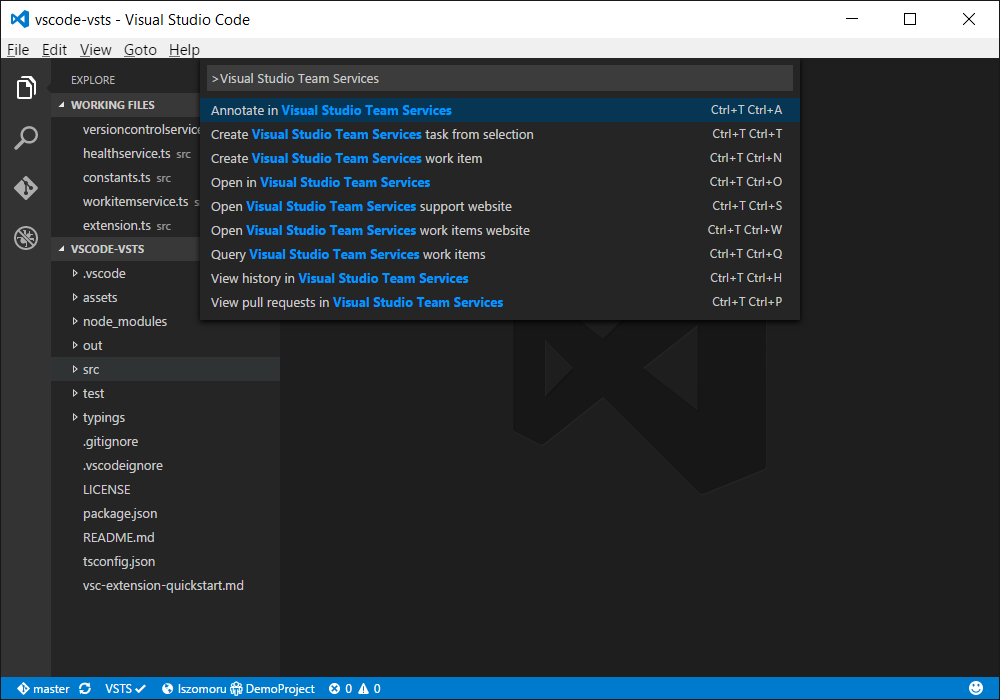 vscode-vsts - Visual Studio Code
File Edit View Goto Help
EXPLORE
>Visual Studio Team Services
Annotate in Visual Studio Team Services Ctrl+T Ctrl+A
Create Visual Studio Team Services task from selection Ctrl+T Ctrl+T
Create Visual Studio Team Services work item Ctrl+T Ctrl+N
Open in Visual Studio Team Services Ctrl+T Ctrl+O
Open Visual Studio Team Services support website Ctrl+T Ctrl+S
Open Visual Studio Team Services work items website Ctrl+T Ctrl+W
Query Visual Studio Team Services work items Ctrl+T Ctrl+Q
View history in Visual Studio Team Services Ctrl+T Ctrl+H
View pull requests in Visual Studio Team Services Ctrl+T Ctrl+P
WORKING FILES
versioncontrolservice
healthservice.ts src
constants.ts src
workitemservice.ts s
extension.ts src
VSCODE-VSTS
.vscode
assets
node_modules
out
src
test
typings
.gitignore
.vscodeignore
LICENSE
package.json
README.md
tsconfig.json
vsc-extension-quickstart.md
master VSTS lszomoru DemoProject 0 0